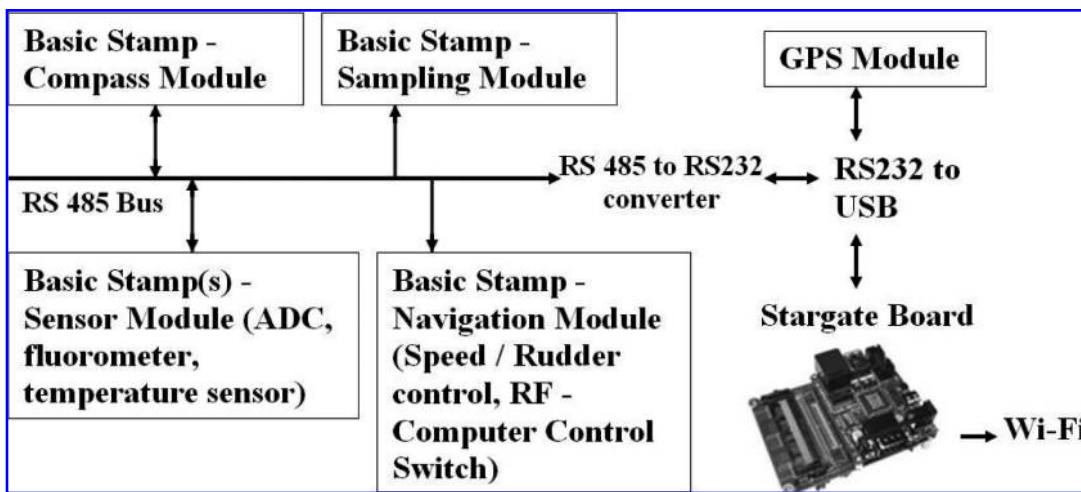 Basic Stamp -
Compass Module
Basic Stamp -
Sampling Module
GPS Module
RS 485 to RS232
converter
RS232 to
USB
RS 485 Bus
Basic Stamp(s) -
Sensor Module (ADC,
fluorometer,
temperature sensor)
Basic Stamp -
Navigation Module
(Speed / Rudder
control, RF -
Computer Control
Switch)
Stargate Board
Wi-Fi